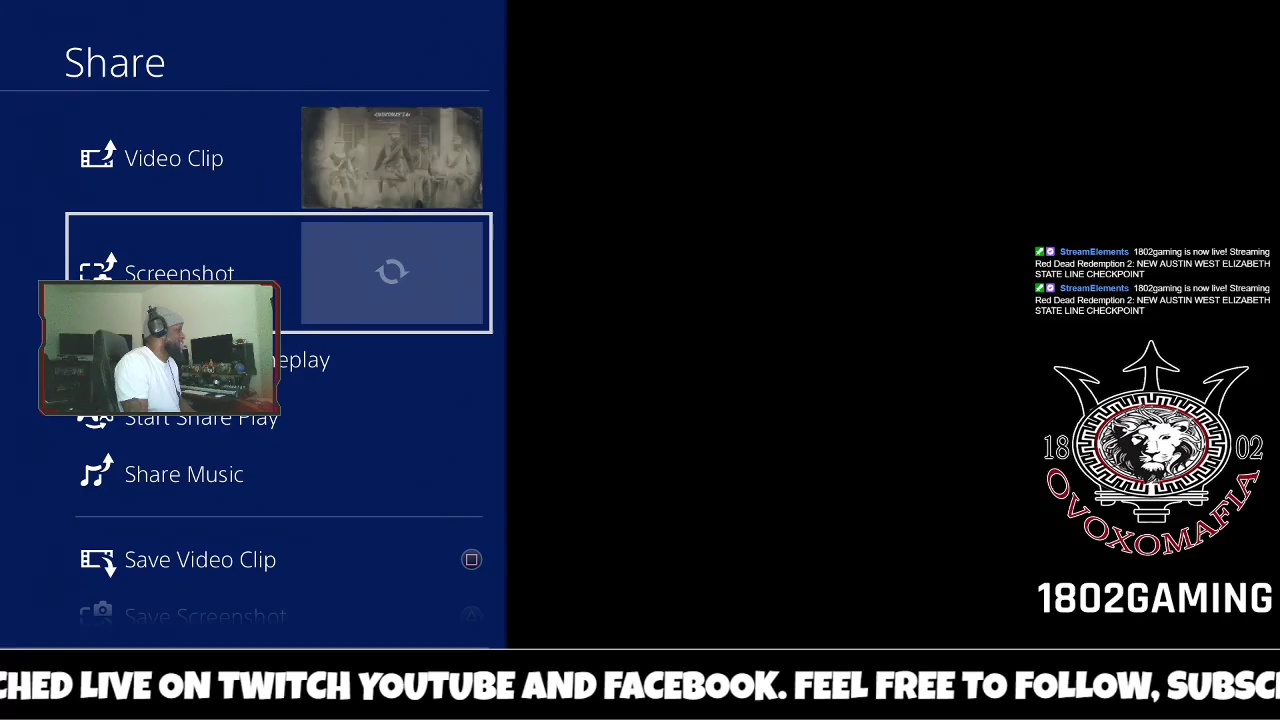 Share
Video Clip
Screenshot
eplay
Start Share Play
Share Music
Save Video Clip
Save Screenshot
StreamElements 1802gaming is now live! Streaming
Red Dead Redemption 2: NEW AUSTIN WEST ELIZABETH
STATE LINE CHECKPOINT
StreamElements 1802gaming is now live! Streaming
Red Dead Redemption 2: NEW AUSTIN WEST ELIZABETH
STATE LINE CHECKPOINT
18 02
OVOXOMAFIA
1802GAMING
CHED LIVE ON TWITCH YOUTUBE AND FACEBOOK. FEEL FREE TO FOLLOW, SUBSC